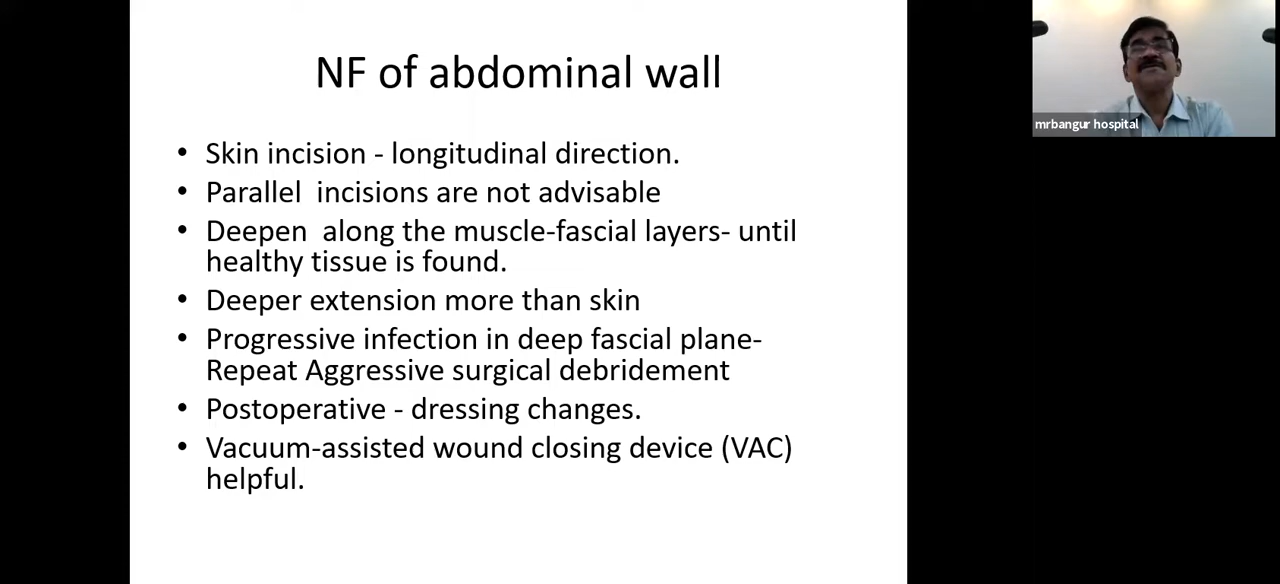 NF of abdominal wall
mrbangur hospital
• Skin incision - longitudinal direction.
• Parallel  incisions are not advisable
• Deepen  along the muscle-fascial layers- until
healthy tissue is found.
• Deeper extension more than skin
• Progressive infection in deep fascial plane-
Repeat Aggressive surgical debridement
• Postoperative - dressing changes.
• Vacuum-assisted wound closing device (VAC)
helpful.